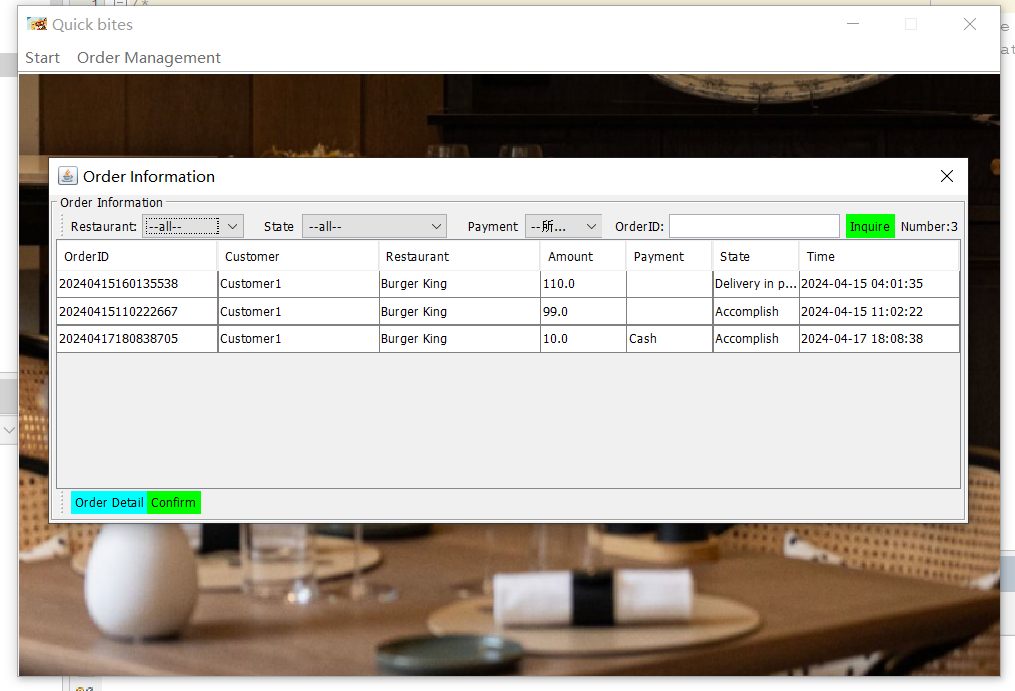 1 /*
Quick bites
Start Order Management
Order Information
Order Information
Restaurant: --all-- State --all-- Payment --所... OrderID: Inquire Number:3
OrderID Customer Restaurant Amount Payment State Time
20240415160135538 Customer1 Burger King 110.0 Delivery in p... 2024-04-15 04:01:35
20240415110222667 Customer1 Burger King 99.0 Accomplish 2024-04-15 11:02:22
20240417180838705 Customer1 Burger King 10.0 Cash Accomplish 2024-04-17 18:08:38
Order Detail Confirm